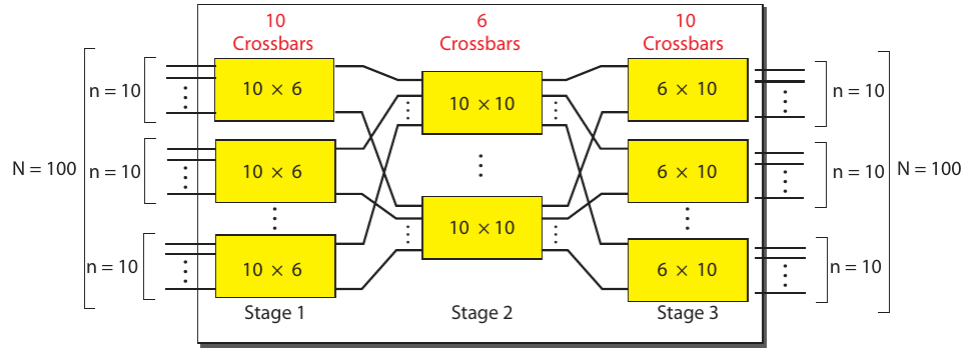 10 Crossbars
6 Crossbars
10 Crossbars
N = 100
n = 10
n = 10
n = 10
10 × 6
10 × 6
10 × 6
Stage 1
10 × 10
10 × 10
Stage 2
6 × 10
6 × 10
6 × 10
Stage 3
n = 10
n = 10
n = 10
N = 100